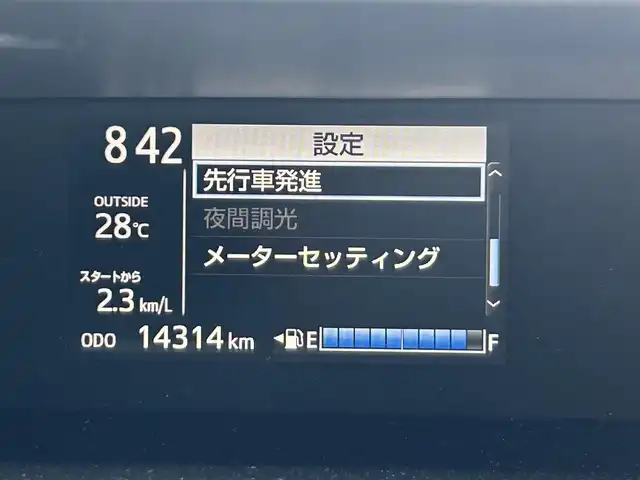 8:42
設定
先行車発進
夜間調光
メーターセッティング
OUTSIDE
28℃
スタートから
2.3 km/L
ODO 14314 km
E F